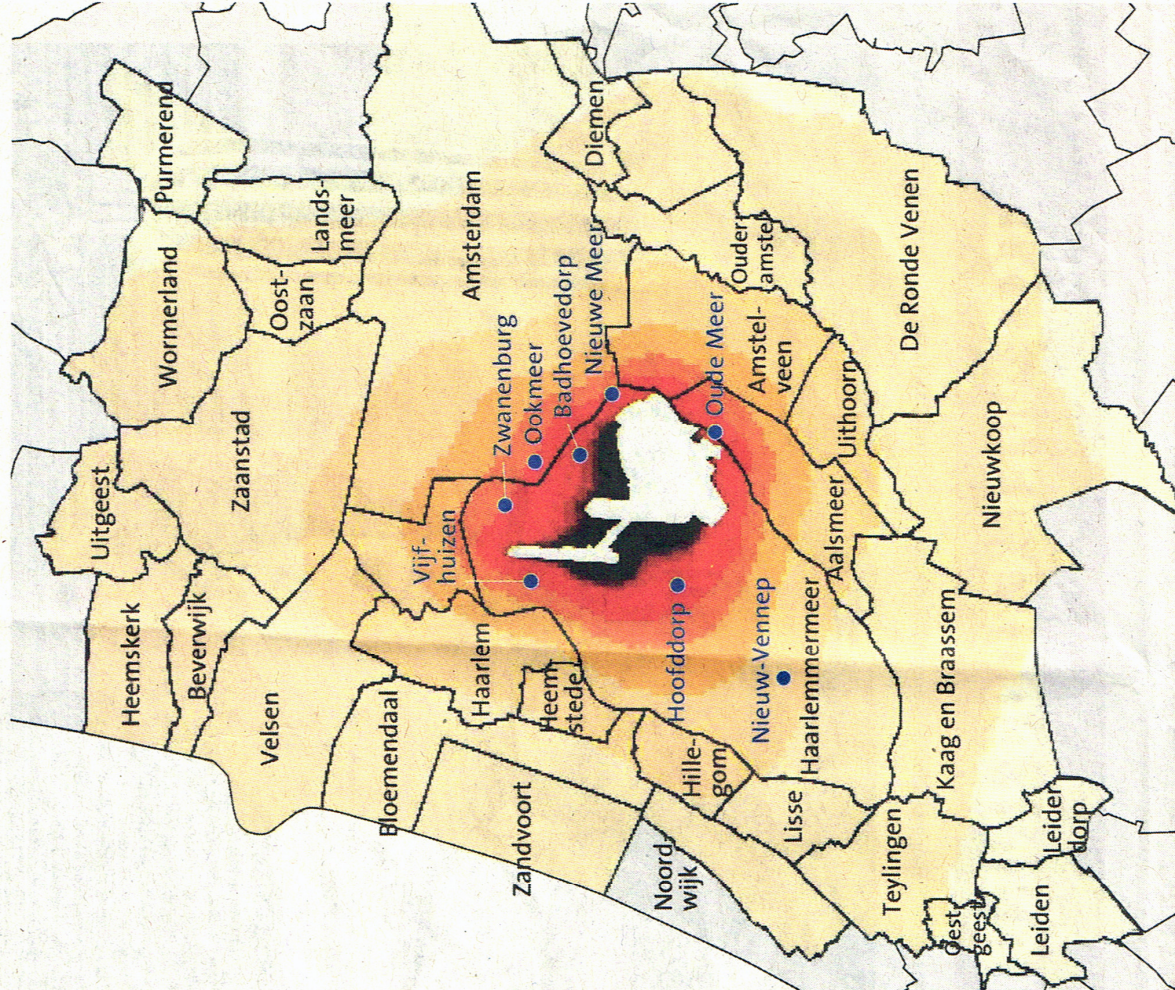 Purmerend
Diemen
Lands-
meer
Amsterdam
Wormerland
Oost-
zaan
Ouder
amstel
De Ronde Venen
Zwanenburg
Ookmeer
Badhoevedorp
Nieuwe Meer
Oude Meer
Amstel-
veen
Uithoorn
Zaanstad
Uitgeest
Vijf-
huizen
Nieuwkoop
Aalsmeer
Heemskerk
Beverwijk
Velsen
Haarlem
Heem
stede
Hoofddorp
Nieuw-Vennep
Haarlemmermeer
Kaag en Braassem
Bloemendaal
Zandvoort
Hille-
gom
Lisse
Noord-
wijk
Teylingen
Leider
dorp
Oest
geest
Leiden